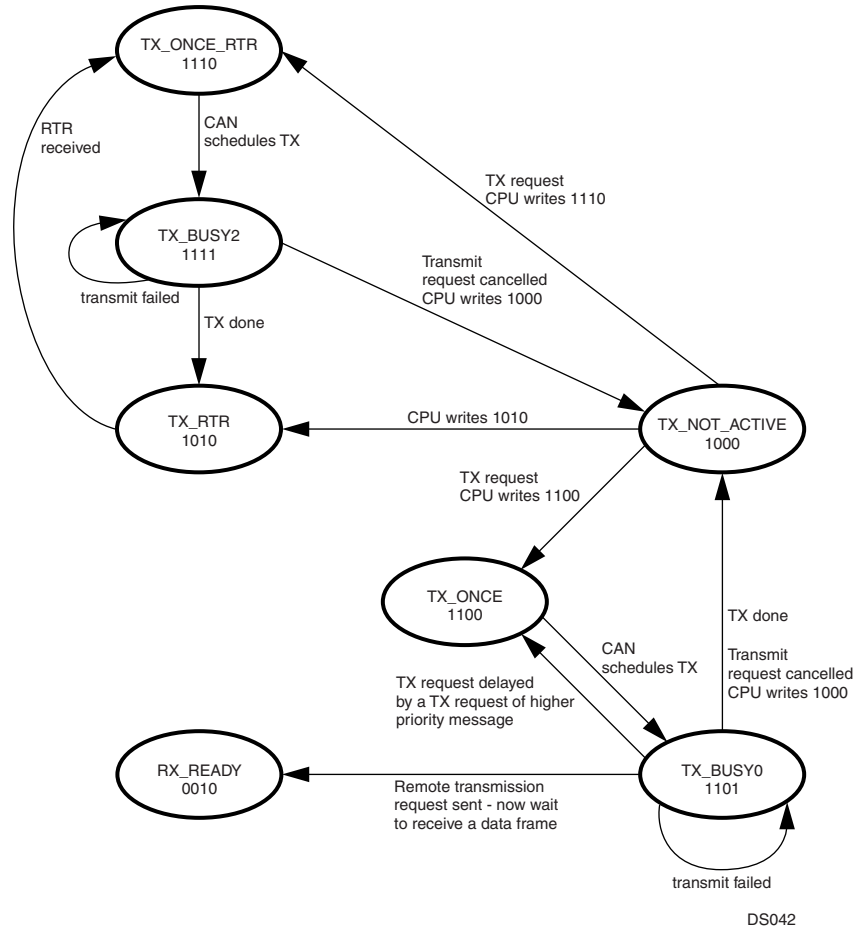 TX_ONCE_RTR
1110
RTR
received
CAN
schedules TX
TX request
CPU writes 1110
TX_BUSY2
1111
Transmit
request cancelled
CPU writes 1000
transmit failed
TX done
TX_RTR
1010
CPU writes 1010
TX_NOT_ACTIVE
1000
TX request
CPU writes 1100
TX_ONCE
1100
CAN
schedules TX
TX done
Transmit
request cancelled
CPU writes 1000
TX request delayed
by a TX request of higher
priority message
RX_READY
0010
Remote transmission
request sent - now wait
to receive a data frame
TX_BUSY0
1101
transmit failed
DS042